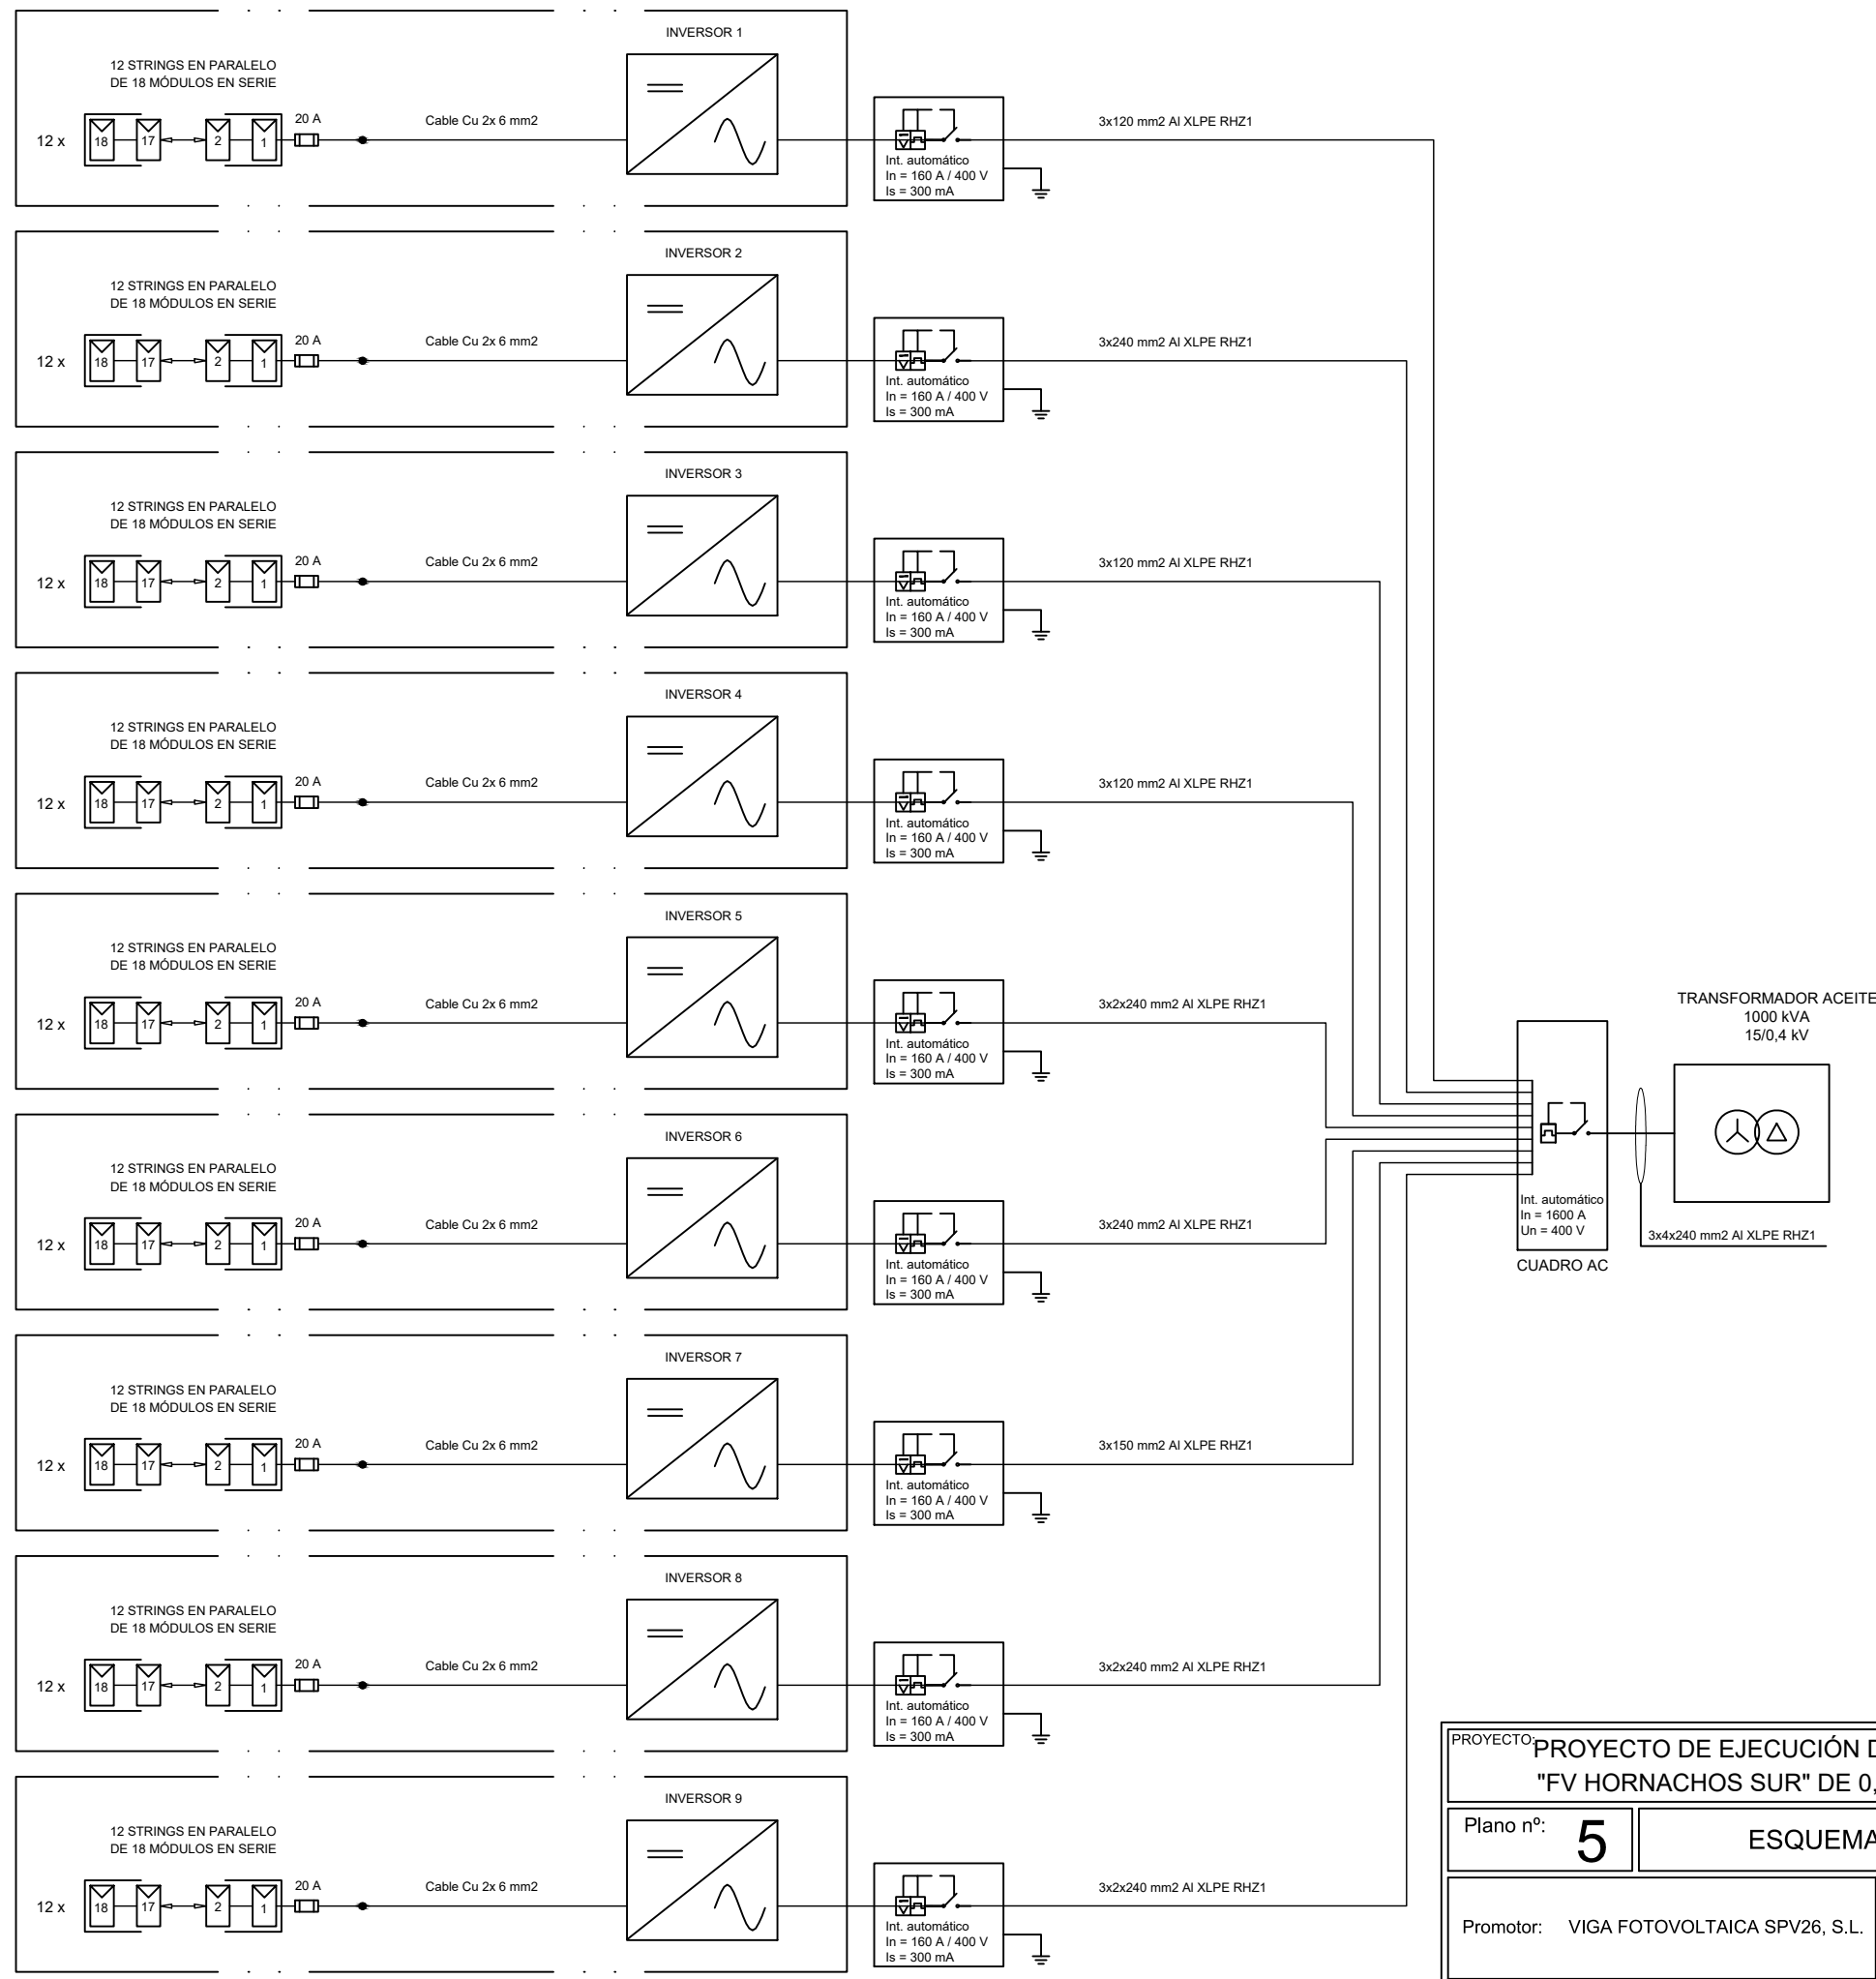 INVERSOR 1
12 STRINGS EN PARALELO
DE 18 MÓDULOS EN SERIE
12 x 18 17 2 1 20 A Cable Cu 2x 6 mm2
Int. automático
In = 160 A / 400 V
Is = 300 mA
3x120 mm2 Al XLPE RHZ1
INVERSOR 2
12 STRINGS EN PARALELO
DE 18 MÓDULOS EN SERIE
12 x 18 17 2 1 20 A Cable Cu 2x 6 mm2
Int. automático
In = 160 A / 400 V
Is = 300 mA
3x240 mm2 Al XLPE RHZ1
INVERSOR 3
12 STRINGS EN PARALELO
DE 18 MÓDULOS EN SERIE
12 x 18 17 2 1 20 A Cable Cu 2x 6 mm2
Int. automático
In = 160 A / 400 V
Is = 300 mA
3x120 mm2 Al XLPE RHZ1
INVERSOR 4
12 STRINGS EN PARALELO
DE 18 MÓDULOS EN SERIE
12 x 18 17 2 1 20 A Cable Cu 2x 6 mm2
Int. automático
In = 160 A / 400 V
Is = 300 mA
3x120 mm2 Al XLPE RHZ1
INVERSOR 5
12 STRINGS EN PARALELO
DE 18 MÓDULOS EN SERIE
12 x 18 17 2 1 20 A Cable Cu 2x 6 mm2
Int. automático
In = 160 A / 400 V
Is = 300 mA
3x2x240 mm2 Al XLPE RHZ1
INVERSOR 6
12 STRINGS EN PARALELO
DE 18 MÓDULOS EN SERIE
12 x 18 17 2 1 20 A Cable Cu 2x 6 mm2
Int. automático
In = 160 A / 400 V
Is = 300 mA
3x240 mm2 Al XLPE RHZ1
INVERSOR 7
12 STRINGS EN PARALELO
DE 18 MÓDULOS EN SERIE
12 x 18 17 2 1 20 A Cable Cu 2x 6 mm2
Int. automático
In = 160 A / 400 V
Is = 300 mA
3x150 mm2 Al XLPE RHZ1
INVERSOR 8
12 STRINGS EN PARALELO
DE 18 MÓDULOS EN SERIE
12 x 18 17 2 1 20 A Cable Cu 2x 6 mm2
Int. automático
In = 160 A / 400 V
Is = 300 mA
3x2x240 mm2 Al XLPE RHZ1
INVERSOR 9
12 STRINGS EN PARALELO
DE 18 MÓDULOS EN SERIE
12 x 18 17 2 1 20 A Cable Cu 2x 6 mm2
Int. automático
In = 160 A / 400 V
Is = 300 mA
3x2x240 mm2 Al XLPE RHZ1
TRANSFORMADOR ACEITE
1000 kVA
15/0,4 kV
Int. automático
In = 1600 A
Un = 400 V
CUADRO AC
3x4x240 mm2 Al XLPE RHZ1
PROYECTO: PROYECTO DE EJECUCIÓN
"FV HORNACHOS SUR" DE 0,
Plano nº: 5 ESQUEMA
Promotor: VIGA FOTOVOLTAICA SPV26, S.L.